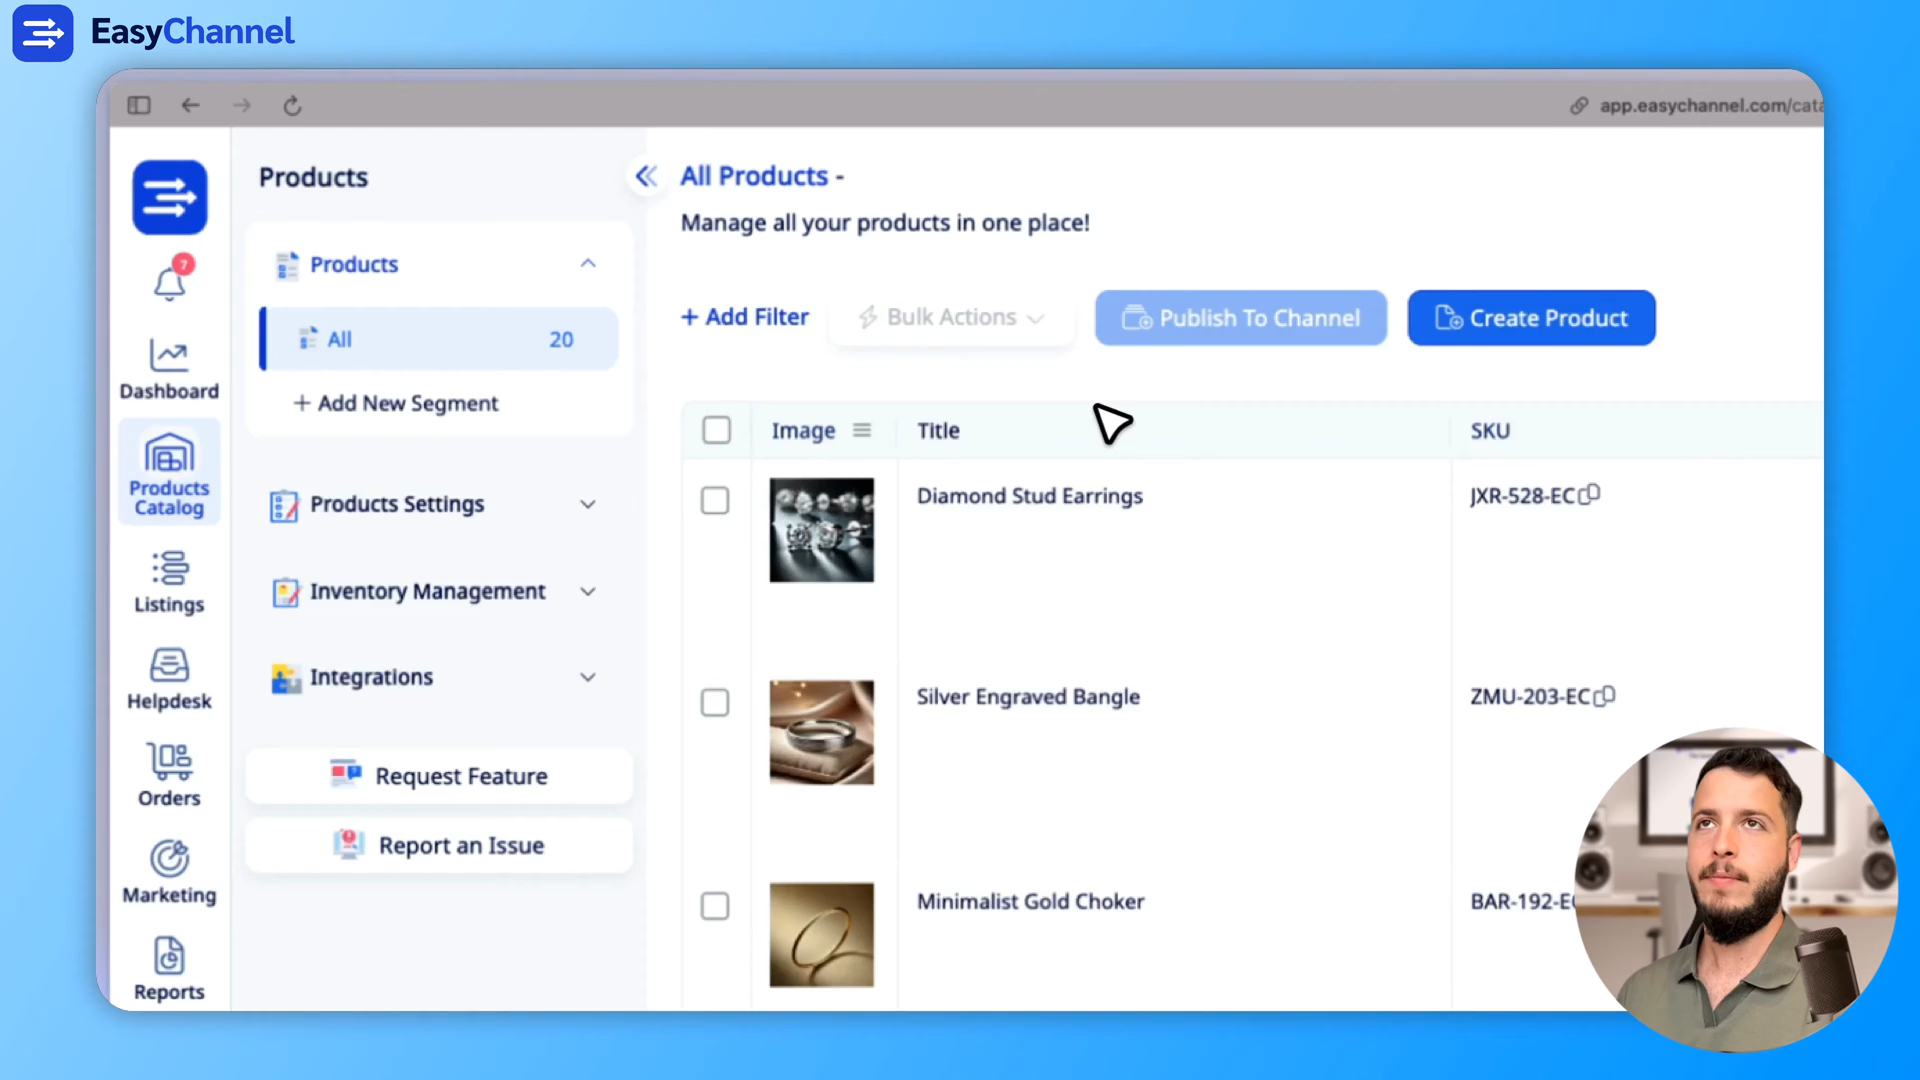 EasyChannel
app.easychannel.com/cata
Products
All Products -
Manage all your products in one place!
7
Products
All 20
+ Add New Segment
+ Add Filter
Bulk Actions
Publish To Channel
Create Product
Dashboard
Products
Catalog
Listings
Helpdesk
Orders
Marketing
Reports
Products Settings
Inventory Management
Integrations
Request Feature
Report an Issue
Image Title SKU
Diamond Stud Earrings JXR-528-EC
Silver Engraved Bangle ZMU-203-EC
Minimalist Gold Choker BAR-192-EC